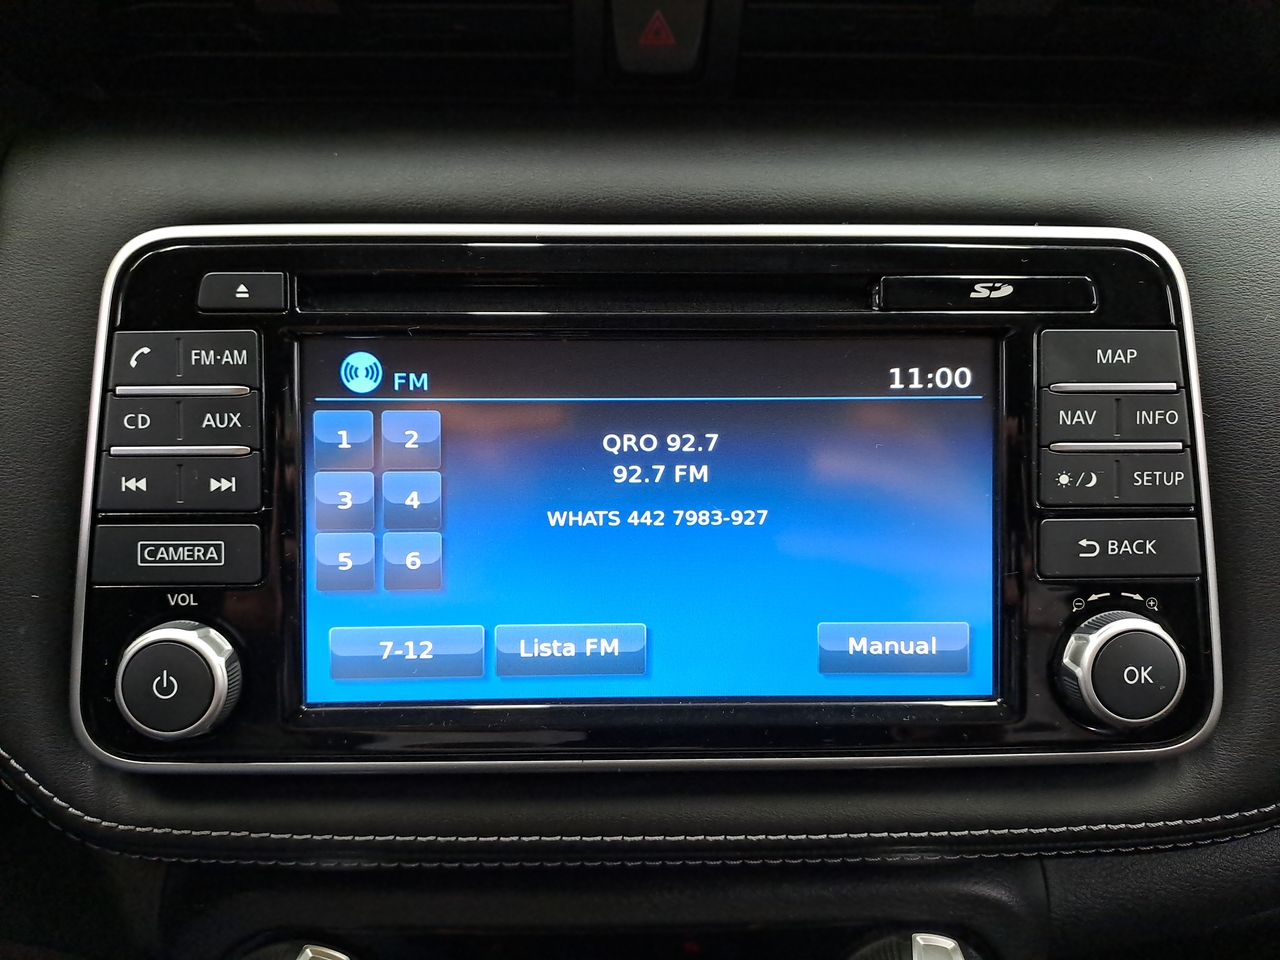 SD
FM·AM
MAP
CD AUX
NAV INFO
SETUP
CAMERA
BACK
VOL
OK
FM 11:00
1 2
3 4
5 6
QRO 92.7
92.7 FM
WHATS 442 7983-927
7-12 Lista FM Manual